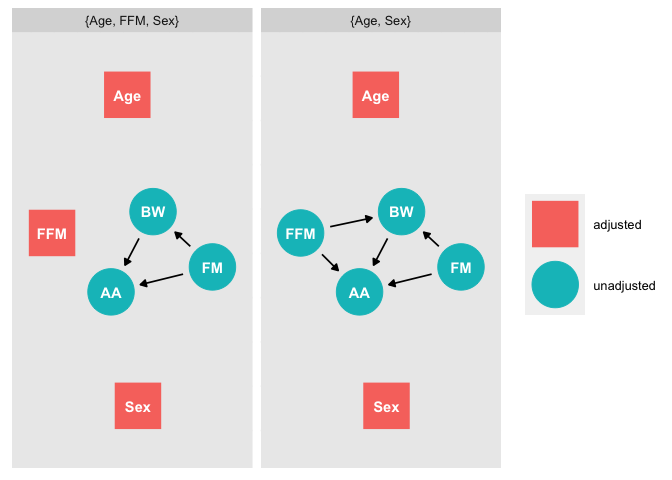 {Age, FFM, Sex}
Age
BW
FFM
FM
AA
Sex
{Age, Sex}
Age
BW
FFM
FM
AA
Sex
adjusted
unadjusted